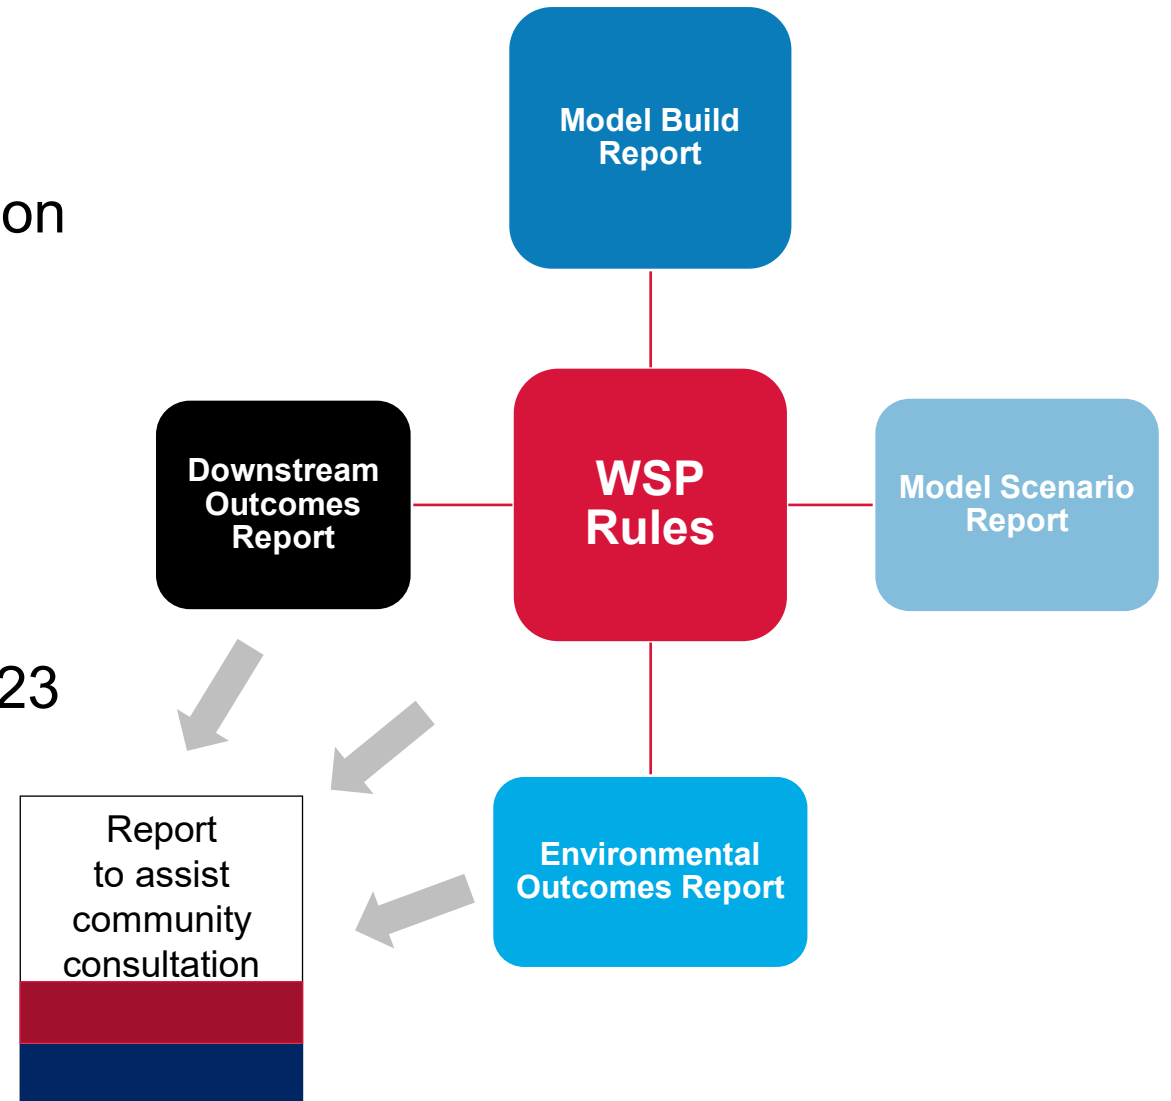 Model Build
Report
on
Downstream
Outcomes
Report
WSP
Rules
Model Scenario
Report
23
Report
to assist
community
consultation
Environmental
Outcomes Report